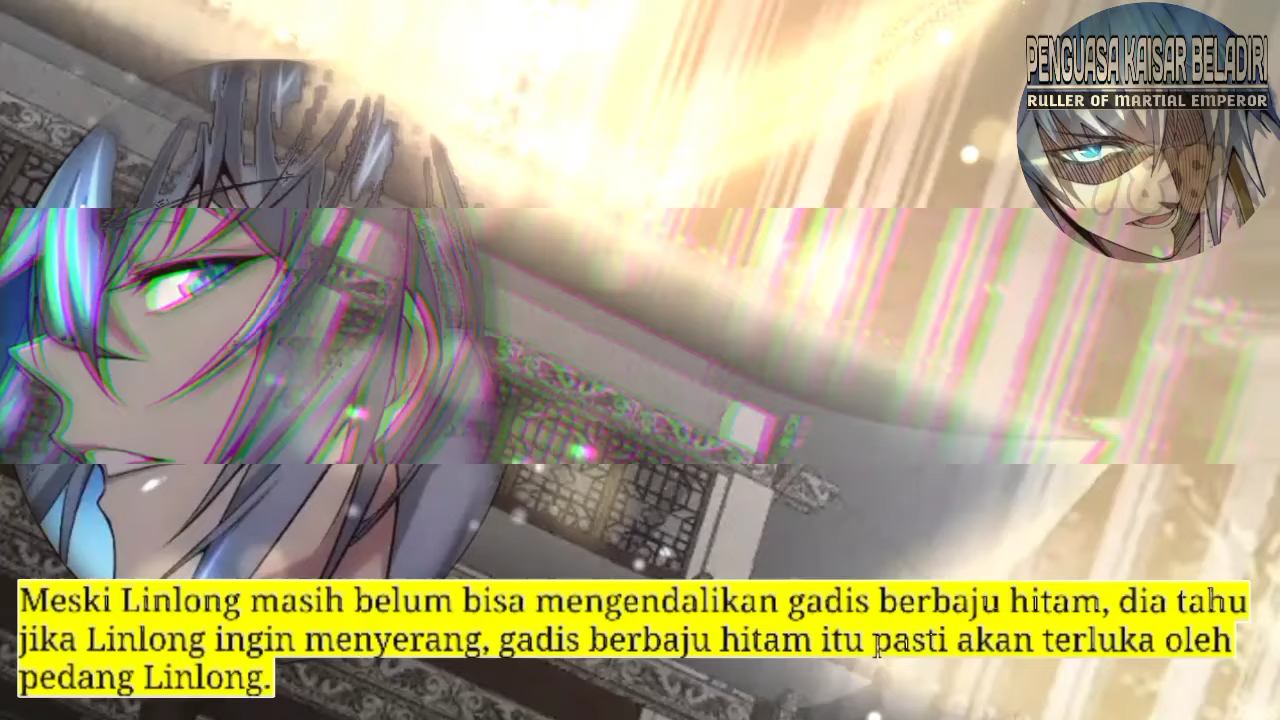 PENGUASA KAISAR BELADIRI
RULLER OF MARTIAL EMPEROR
Meski Linlong masih belum bisa mengendalikan gadis berbaju hitam, dia tahu
jika Linlong ingin menyerang, gadis berbaju hitam itu pasti akan terluka oleh
pedang Linlong.